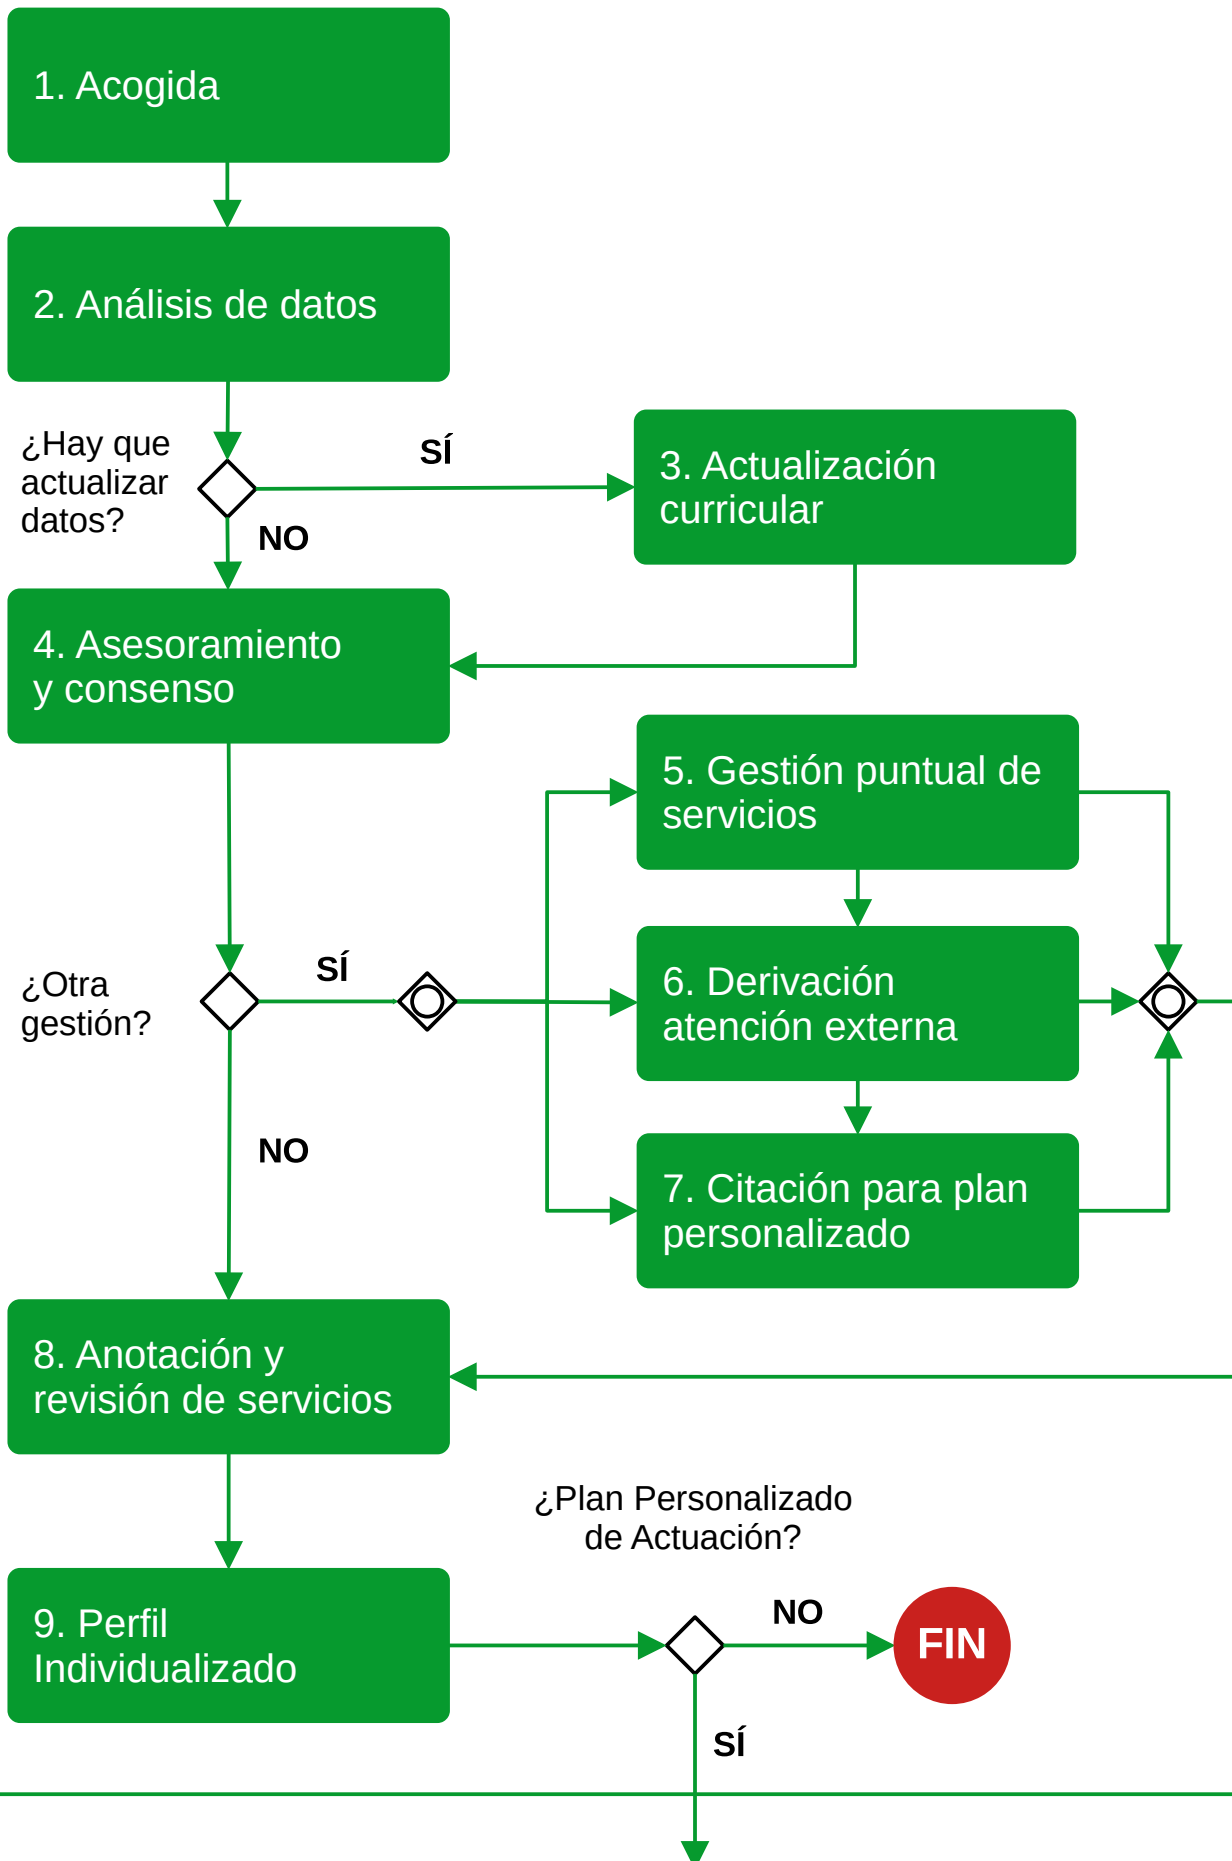 1. Acogida
2. Análisis de datos
¿Hay que
actualizar
datos?
SÍ
NO
3. Actualización
curricular
4. Asesoramiento
y consenso
5. Gestión puntual de
servicios
¿Otra
gestión?
SÍ
NO
6. Derivación
atención externa
7. Citación para plan
personalizado
8. Anotación y
revisión de servicios
¿Plan Personalizado
de Actuación?
9. Perfil
Individualizado
NO
FIN
SÍ